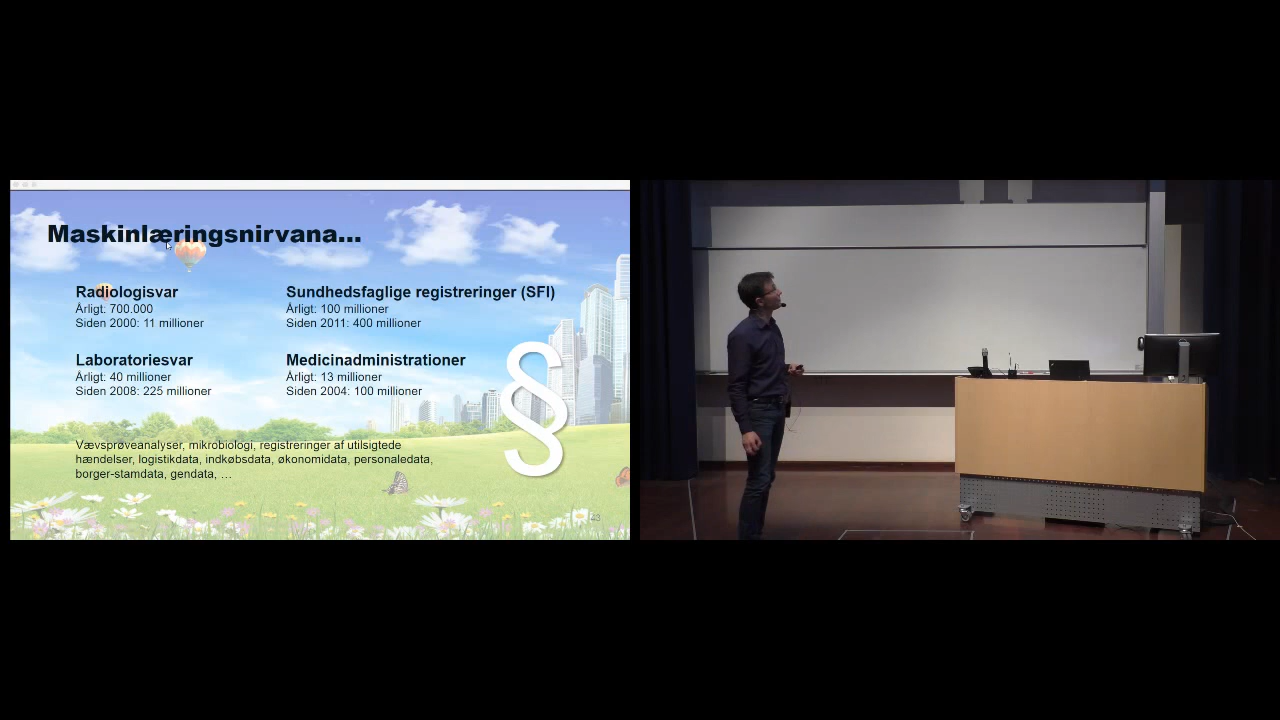 Maskinlæringsnirvana...
Radiologisvar
Årligt: 700.000
Siden 2000: 11 millioner
Sundhedsfaglige registreringer (SFI)
Årligt: 100 millioner
Siden 2011: 400 millioner
Laboratoriesvar
Årligt: 40 millioner
Siden 2008: 225 millioner
Medicinadministrationer
Årligt: 13 millioner
Siden 2004: 100 millioner
§
Vævsprøveanalyser, mikrobiologi, registreringer af utilsigtede
hændelser, logistikdata, indkøbsdata, økonomidata, personaledata,
borger-stamdata, gendata, …
43